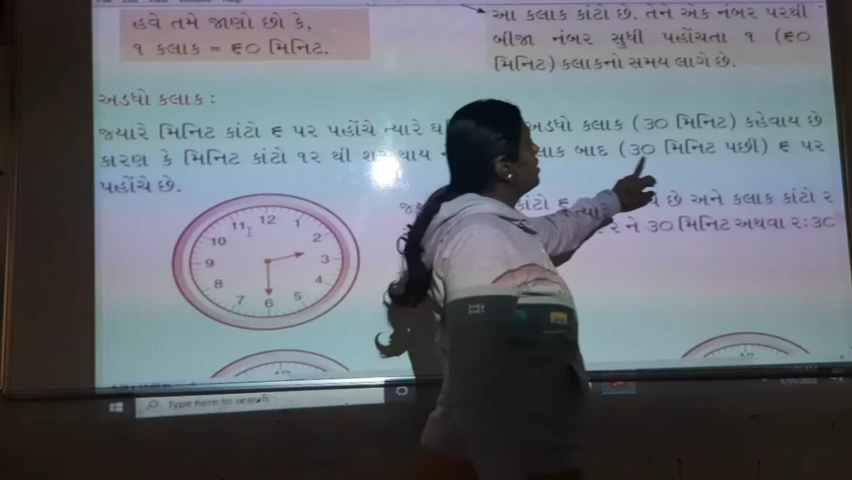 હવે તમે જાણો છો કે,
૧ કલાક = ૬૦ મિનિટ.
આ કલાક કાંટો છે. તેને એક નંબર પરથી
બીજા નંબર સુધી પહોંચતા ૧ (૬૦
મિનિટ) કલાકનો સમય લાગે છે.
અડધો કલાક :
જ્યારે મિનિટ કાંટો ૬ પર પહોંચે ત્યારે અડધો કલાક (૩૦ મિનિટ) કહેવાય છે
કારણ કે મિનિટ કાંટો ૧૨ થી બાદ (૩૦ મિનિટ પછી) ૬ પર
પહોંચે છે.
કાંટો ૬ છે અને કલાક કાંટો ૨
ને ૩૦ મિનિટ અથવા ૨:૩૦
12
11 1
10 2
9 3
8 4
7 5
6
Type here to search